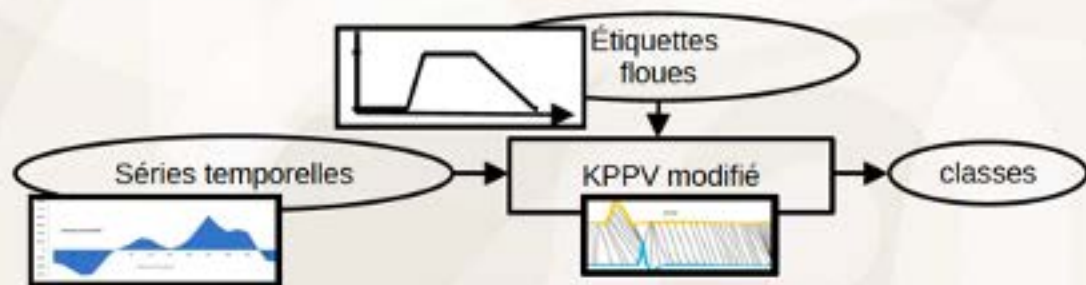 Étiquettes
floues
Séries temporelles
KPPV modifié
classes